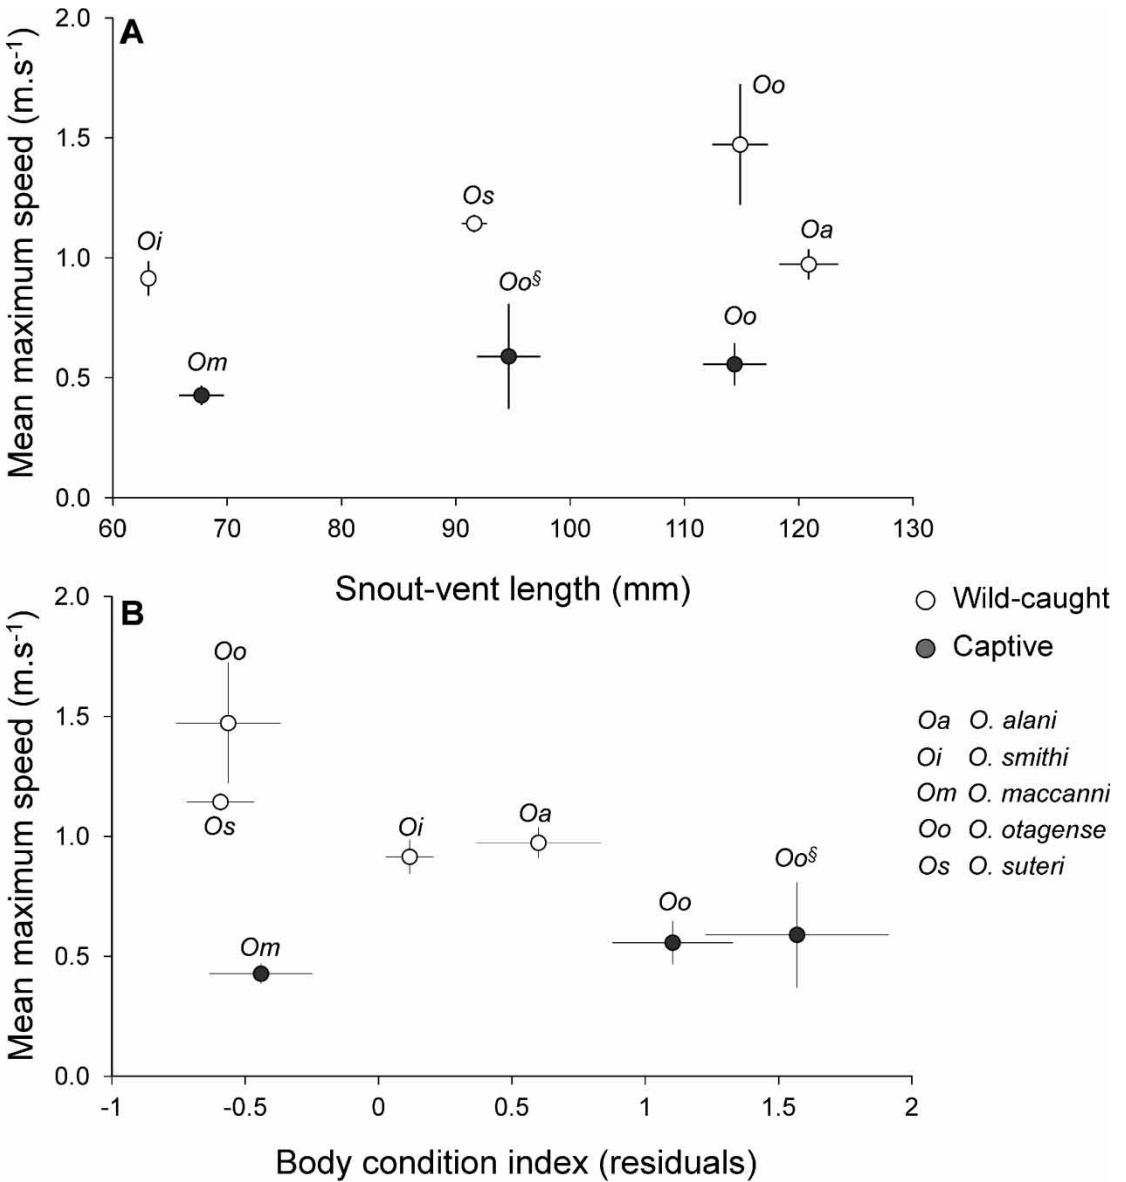 A
Mean maximum speed (m.s-1)
2.0
1.5
1.0
0.5
0.0
Oo
Os
Oa
Oi
Oo§
Oo
Om
60 70 80 90 100 110 120 130
Snout-vent length (mm)
B
Mean maximum speed (m.s-1)
2.0
1.5
1.0
0.5
0.0
Oo
Os
Oa
Oi
Oo§
Oo
Om
-1 -0.5 0 0.5 1 1.5 2
Body condition index (residuals)
Wild-caught
Captive
Oa O. alani
Oi O. smithi
Om O. maccanni
Oo O. otagense
Os O. suteri